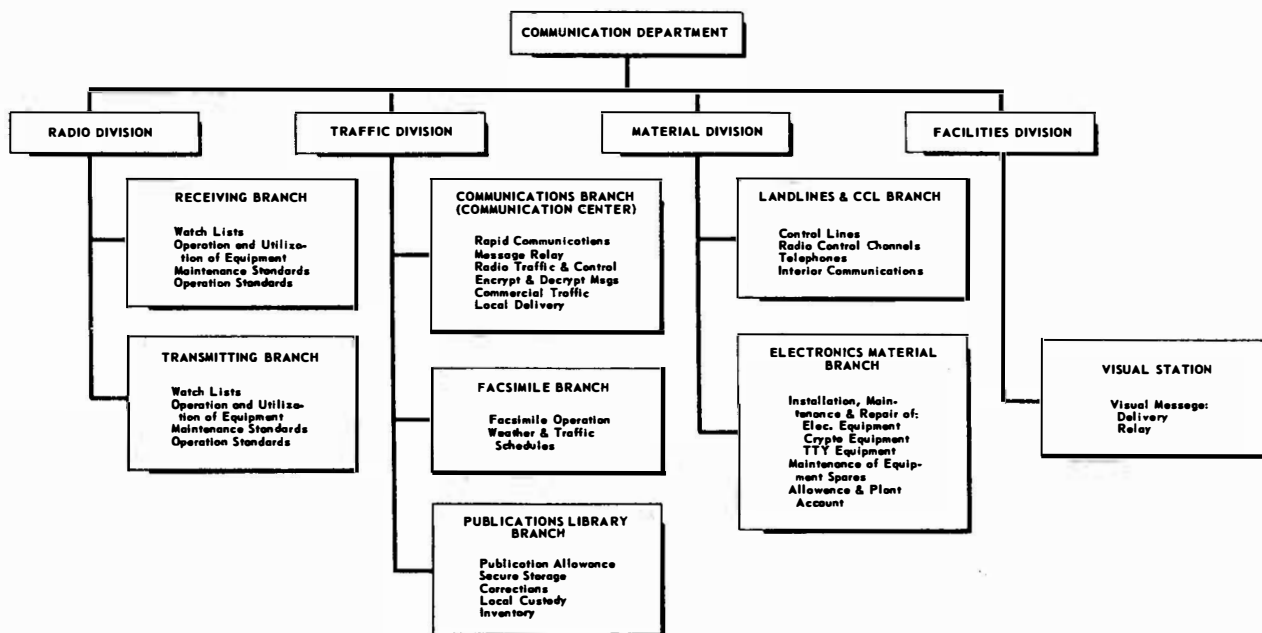 COMMUNICATION DEPARTMENT
RADIO DIVISION
TRAFFIC DIVISION
MATERIAL DIVISION
FACILITIES DIVISION
RECEIVING BRANCH
Watch Lists
Operation and Utiliza-
tion of Equipment
Maintenance Standards
Operation Standards
TRANSMITTING BRANCH
Watch Lists
Operation and Utiliza-
tion of Equipment
Maintenance Standards
Operation Standards
COMMUNICATIONS BRANCH
(COMMUNICATION CENTER)
Rapid Communications
Message Relay
Radio Traffic & Control
Encrypt & Decrypt Msgs
Commercial Traffic
Local Delivery
FACSIMILE BRANCH
Facsimile Operation
Weather & Traffic
Schedules
PUBLICATIONS LIBRARY
BRANCH
Publication Allowance
Secure Storage
Corrections
Local Custody
Inventory
LANDLINES & CCL BRANCH
Control Lines
Radio Control Channels
Telephones
Interior Communications
ELECTRONICS MATERIAL
BRANCH
Installation, Main-
tenance & Repair of:
Elec. Equipment
Crypto Equipment
TTY Equipment
Maintenance of Equip-
ment Spares
Allowance & Plant
Account
VISUAL STATION
Visual Message:
Delivery
Relay